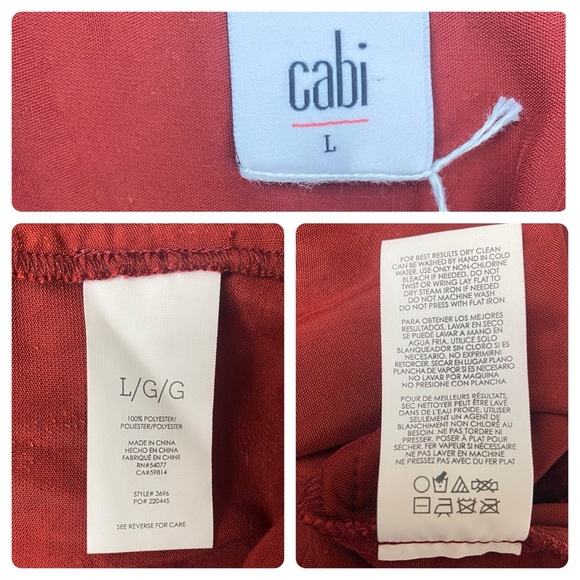 cabi
L
L/G/G
100% POLYESTER/
POLIESTER/POLYESTER
MADE IN CHINA
HECHO EN CHINA
FABRIQUÉ EN CHINE
RN#54077
CA#59814
STYLE# 3696
PO# 220445
SEE REVERSE FOR CARE
FOR BEST RESULTS DRY CLEAN
CAN BE WASHED BY HAND IN COLD
WATER. USE ONLY NON-CHLORINE
BLEACH IF NEEDED. DO NOT
TWIST OR WRING LAY FLAT TO
DRY STEAM IRON IF NEEDED
DO NOT MACHINE WASH
DO NOT PRESS WITH FLAT IRON
PARA OBTENER LOS MEJORES
RESULTADOS, LAVAR EN SECO
SE PUEDE LAVAR A MANO EN
AGUA FRIA. UTILICE SOLO
BLANQUEADOR SIN CLORO SI ES
NECESARIO. NO EXPRIMIRNI
RETORCER. SECAR EN LUGAR PLANO
PLANCHA DE VAPOR SI ES NECESARIO
NO LAVAR POR MAQUINA
NO PRESIONE CON PLANCHA
POUR DE MEILLEURS RÉSULTATS,
SEC NETTOYER PEUT ÊTRE LAVÉ
DANS DE L'EAU FROIDE. UTILISER
SEULEMENT UN AGENT DE
BLANCHIMENT NON CHLORÉ AU
BESOIN. NE PAS TORDRE NI
PRESSER. POSER À PLAT POUR
SÉCHER. FER VAPEUR SI NÉCESSAIRE
NE PAS LAVER EN MACHINE
NE PRESSEZ PAS AVEC DU FER PLAT